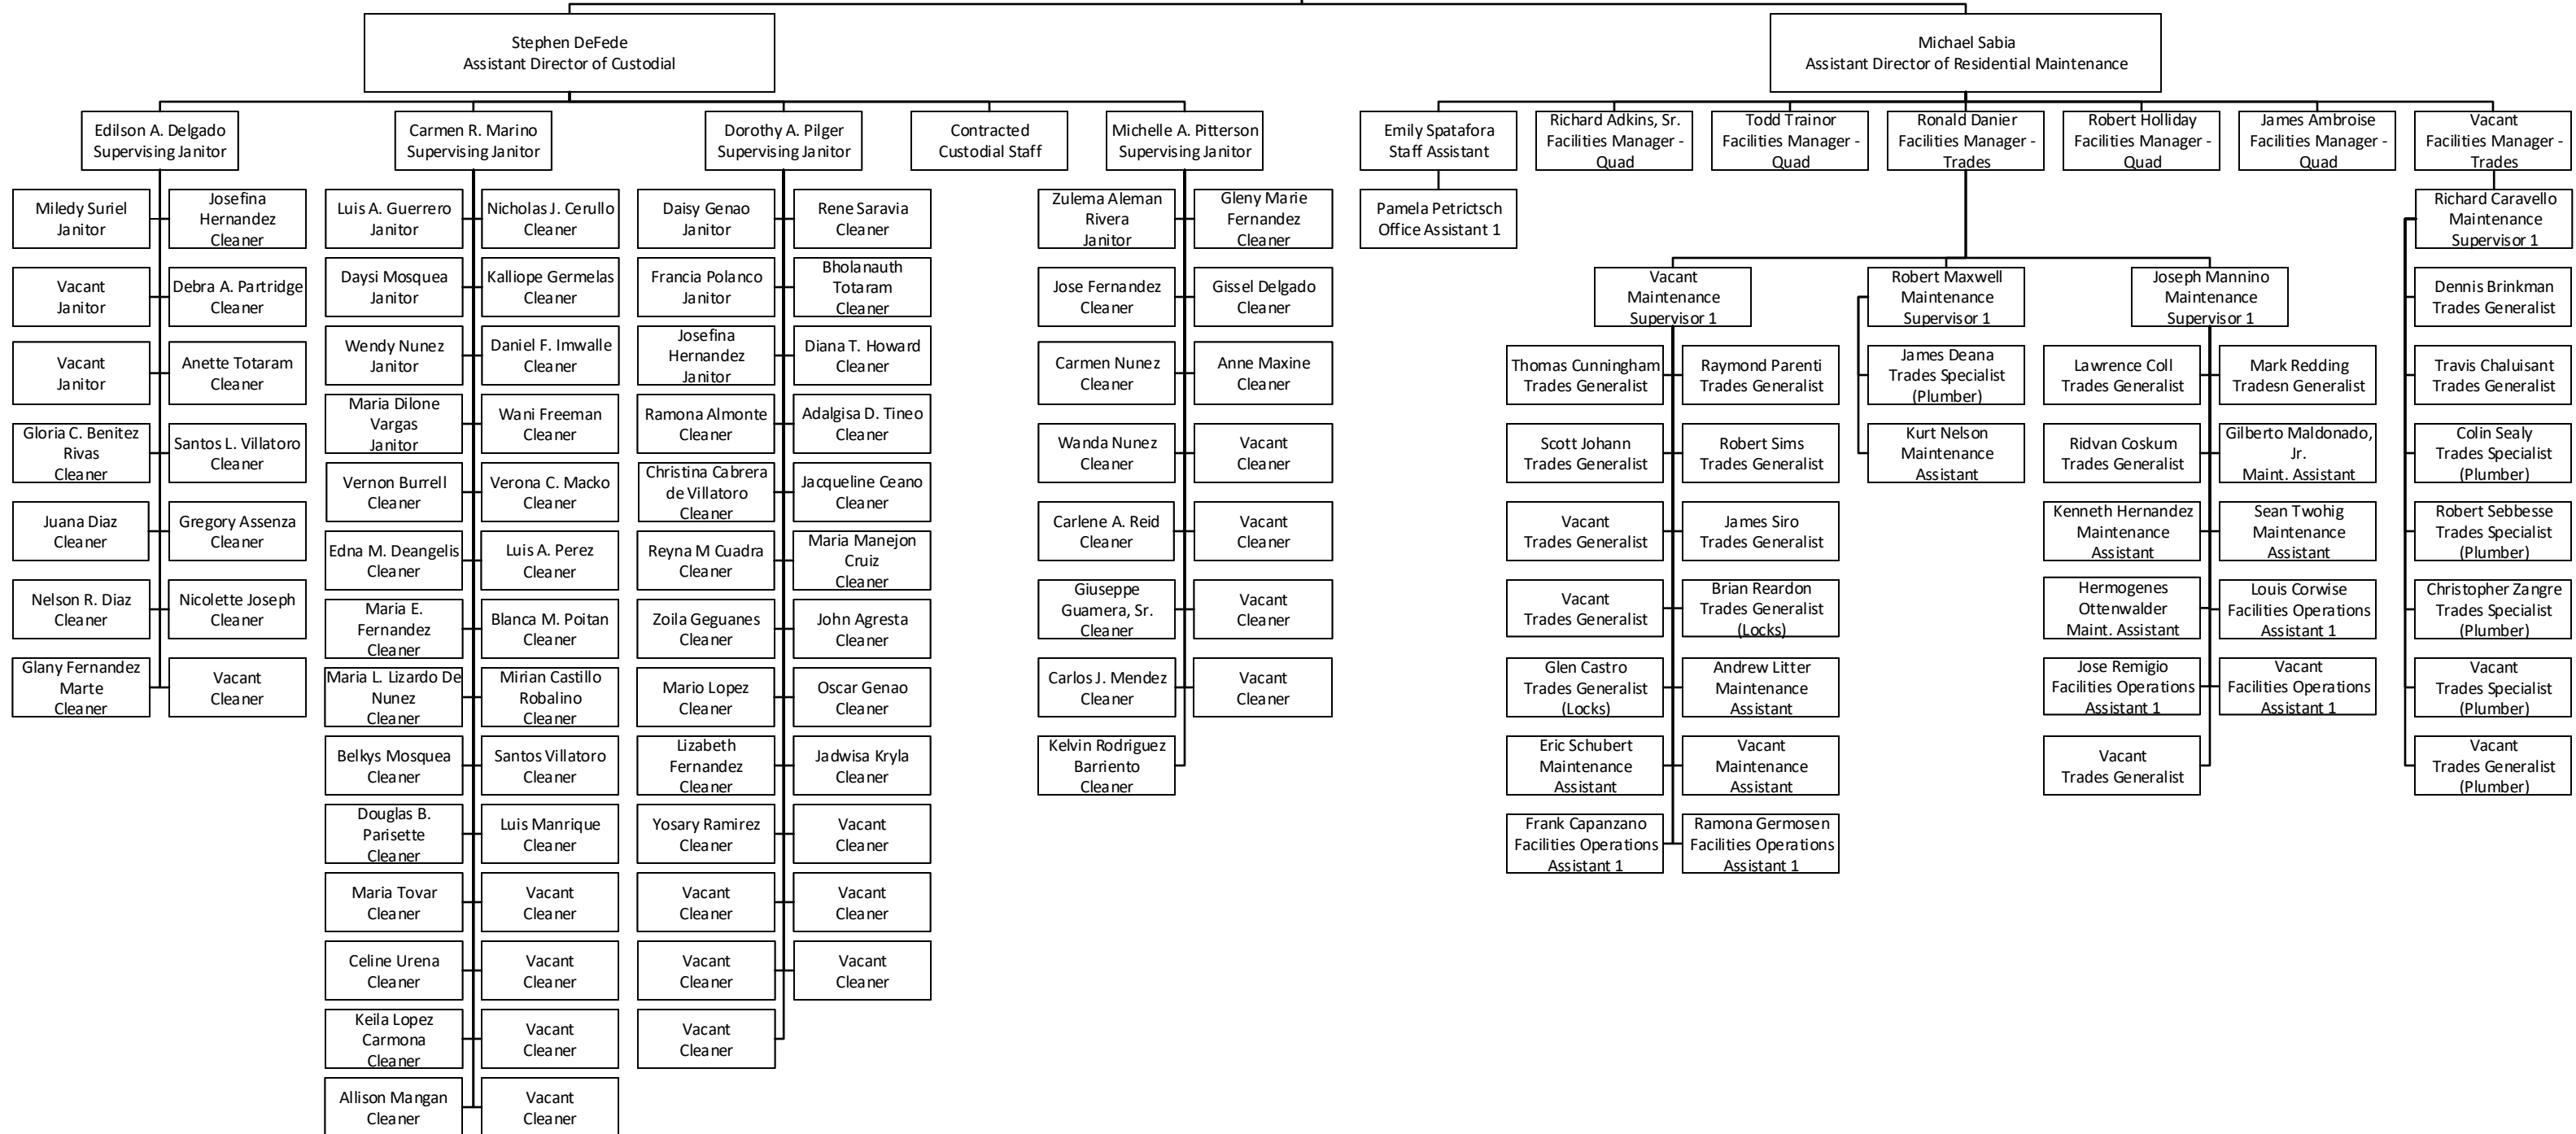 Stephen DeFede
Assistant Director of Custodial
Michael Sabia
Assistant Director of Residential Maintenance
Edilson A. Delgado
Supervising Janitor
Carmen R. Marino
Supervising Janitor
Dorothy A. Pilger
Supervising Janitor
Contracted
Custodial Staff
Michelle A. Pitterson
Supervising Janitor
Emily Spatafora
Staff Assistant
Richard Adkins, Sr.
Facilities Manager -
Quad
Todd Trainor
Facilities Manager -
Quad
Ronald Danier
Facilities Manager -
Trades
Robert Holliday
Facilities Manager -
Quad
James Ambroise
Facilities Manager -
Quad
Vacant
Facilities Manager -
Trades
Miledy Suriel
Janitor
Josefina
Hernandez
Cleaner
Vacant
Janitor
Debra A. Partridge
Cleaner
Vacant
Janitor
Anette Totaram
Cleaner
Gloria C. Benitez
Rivas
Cleaner
Santos L. Villatoro
Cleaner
Juana Diaz
Cleaner
Gregory Assenza
Cleaner
Nelson R. Diaz
Cleaner
Nicolette Joseph
Cleaner
Glany Fernandez
Marte
Cleaner
Vacant
Cleaner
Luis A. Guerrero
Janitor
Nicholas J. Cerullo
Cleaner
Daysi Mosquea
Janitor
Kalliope Germelas
Cleaner
Wendy Nunez
Janitor
Daniel F. Imwalle
Cleaner
Maria Dilone
Vargas
Janitor
Wani Freeman
Cleaner
Vernon Burrell
Cleaner
Verona C. Macko
Cleaner
Edna M. Deangelis
Cleaner
Luis A. Perez
Cleaner
Maria E.
Fernandez
Cleaner
Blanca M. Poitan
Cleaner
Maria L. Lizardo De
Nunez
Cleaner
Mirian Castillo
Robalino
Cleaner
Belkys Mosquea
Cleaner
Santos Villatoro
Cleaner
Douglas B.
Parisette
Cleaner
Luis Manrique
Cleaner
Maria Tovar
Cleaner
Vacant
Cleaner
Celine Urena
Cleaner
Vacant
Cleaner
Keila Lopez
Carmona
Cleaner
Vacant
Cleaner
Allison Mangan
Cleaner
Vacant
Cleaner
Daisy Genao
Janitor
Rene Saravia
Cleaner
Francia Polanco
Janitor
Bholanauth
Totaram
Cleaner
Josefina
Hernandez
Janitor
Diana T. Howard
Cleaner
Ramona Almonte
Cleaner
Adalgisa D. Tineo
Cleaner
Christina Cabrera
de Villatoro
Cleaner
Jacqueline Ceano
Cleaner
Reyna M Cuadra
Cleaner
Maria Manejon
Cruiz
Cleaner
Zoila Geguanes
Cleaner
John Agresta
Cleaner
Mario Lopez
Cleaner
Oscar Genao
Cleaner
Lizabeth
Fernandez
Cleaner
Jadwisa Kryla
Cleaner
Yosary Ramirez
Cleaner
Vacant
Cleaner
Vacant
Cleaner
Vacant
Cleaner
Vacant
Cleaner
Vacant
Cleaner
Vacant
Cleaner
Zulema Aleman
Rivera
Janitor
Gleny Marie
Fernandez
Cleaner
Jose Fernandez
Cleaner
Gissel Delgado
Cleaner
Carmen Nunez
Cleaner
Anne Maxine
Cleaner
Wanda Nunez
Cleaner
Vacant
Cleaner
Carlene A. Reid
Cleaner
Vacant
Cleaner
Giuseppe
Guamera, Sr.
Cleaner
Vacant
Cleaner
Carlos J. Mendez
Cleaner
Vacant
Cleaner
Kelvin Rodriguez
Barriento
Cleaner
Pamela Petrictsch
Office Assistant 1
Vacant
Maintenance
Supervisor 1
Thomas Cunningham
Trades Generalist
Raymond Parenti
Trades Generalist
Scott Johann
Trades Generalist
Robert Sims
Trades Generalist
Vacant
Trades Generalist
James Siro
Trades Generalist
Vacant
Trades Generalist
Brian Reardon
Trades Generalist
(Locks)
Glen Castro
Trades Generalist
(Locks)
Andrew Litter
Maintenance
Assistant
Eric Schubert
Maintenance
Assistant
Vacant
Maintenance
Assistant
Frank Capanzano
Facilities Operations
Assistant 1
Ramona Germosen
Facilities Operations
Assistant 1
Robert Maxwell
Maintenance
Supervisor 1
James Deana
Trades Specialist
(Plumber)
Kurt Nelson
Maintenance
Assistant
Joseph Mannino
Maintenance
Supervisor 1
Lawrence Coll
Trades Generalist
Mark Redding
Tradesn Generalist
Ridvan Coskum
Trades Generalist
Gilberto Maldonado,
Jr.
Maint. Assistant
Kenneth Hernandez
Maintenance
Assistant
Sean Twohig
Maintenance
Assistant
Hermogenes
Ottenwalder
Maint. Assistant
Louis Corwise
Facilities Operations
Assistant 1
Jose Remigio
Facilities Operations
Assistant 1
Vacant
Facilities Operations
Assistant 1
Vacant
Trades Generalist
Richard Caravello
Maintenance
Supervisor 1
Dennis Brinkman
Trades Generalist
Travis Chaluisant
Trades Generalist
Colin Sealy
Trades Specialist
(Plumber)
Robert Sebbesse
Trades Specialist
(Plumber)
Christopher Zangre
Trades Specialist
(Plumber)
Vacant
Trades Specialist
(Plumber)
Vacant
Trades Generalist
(Plumber)